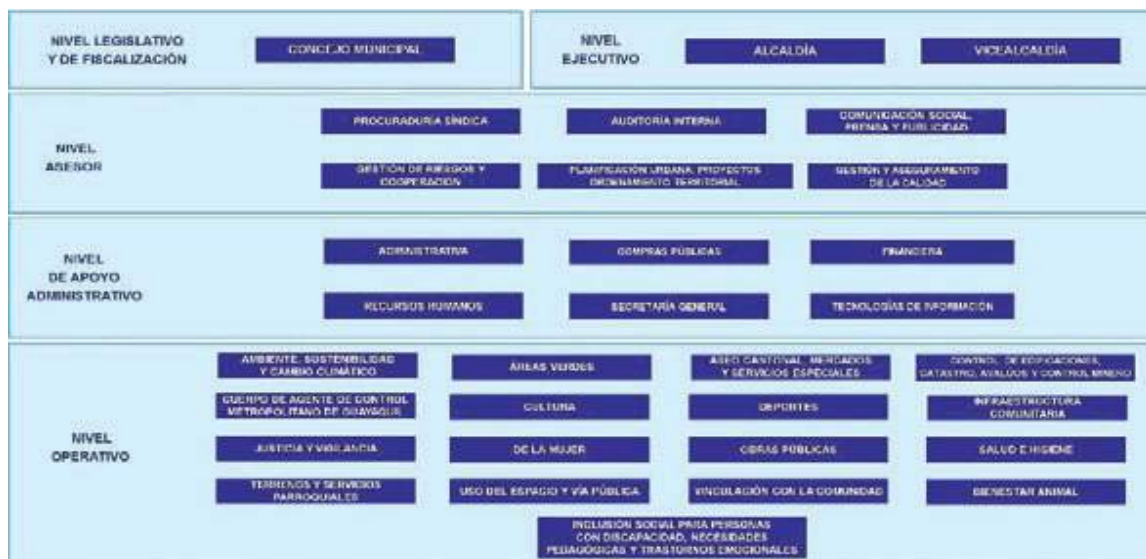 NIVEL LEGISLATIVO
Y DE FISCALIZACIÓN
CONCEJO MUNICIPAL
NIVEL
EJECUTIVO
ALCALDÍA
VICEALCALDÍA
NIVEL
ASESOR
PROCURADURÍA SÍNDICA
AUDITORÍA INTERNA
COMUNICACIÓN SOCIAL,
PRENSA Y PUBLICIDAD
GESTIÓN DE RIESGOS Y
COOPERACIÓN
PLANIFICACIÓN URBANA, PROYECTOS
ORDENAMIENTO TERRITORIAL
GESTIÓN Y ASEGURAMIENTO
DE LA CALIDAD
NIVEL
DE APOYO
ADMINISTRATIVO
ADMINISTRATIVA
COMPRAS PÚBLICAS
FINANCIERA
RECURSOS HUMANOS
SECRETARÍA GENERAL
TECNOLOGÍAS DE INFORMACIÓN
NIVEL
OPERATIVO
AMBIENTE, SOSTENIBILIDAD
Y CAMBIO CLIMÁTICO
ÁREAS VERDES
ASEO CANTONAL, MERCADOS
Y SERVICIOS ESPECIALES
CONTROL DE EDIFICACIONES,
CATASTRO, AVALÚOS Y CONTROL MINERO
CUERPO DE AGENTE DE CONTROL
METROPOLITANO DE GUAYAQUIL
CULTURA
DEPORTES
INFRAESTRUCTURA
COMUNITARIA
JUSTICIA Y VIGILANCIA
DE LA MUJER
OBRAS PÚBLICAS
SALUD E HIGIENE
TERRENOS Y SERVICIOS
PARROQUIALES
USO DEL ESPACIO Y VÍA PÚBLICA
VINCULACIÓN CON LA COMUNIDAD
BIENESTAR ANIMAL
INCLUSIÓN SOCIAL PARA PERSONAS
CON DISCAPACIDAD, NECESIDADES
PEDAGÓGICAS Y TRASTORNOS EMOCIONALES